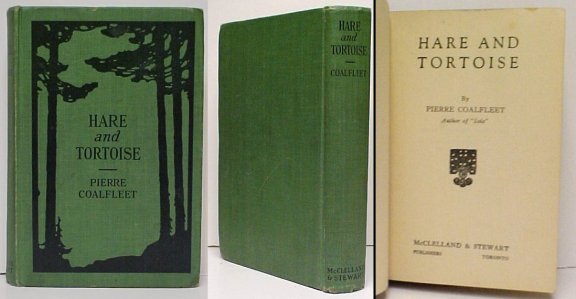 HARE
and
TORTOISE
PIERRE
COALFLEET
HARE
and
TORTOISE
COALFLEET
McCLELLAND
& STEWART
HARE AND
TORTOISE
By
PIERRE COALFLEET
Author of "Solo"
McCLELLAND & STEWART
PUBLISHERS TORONTO